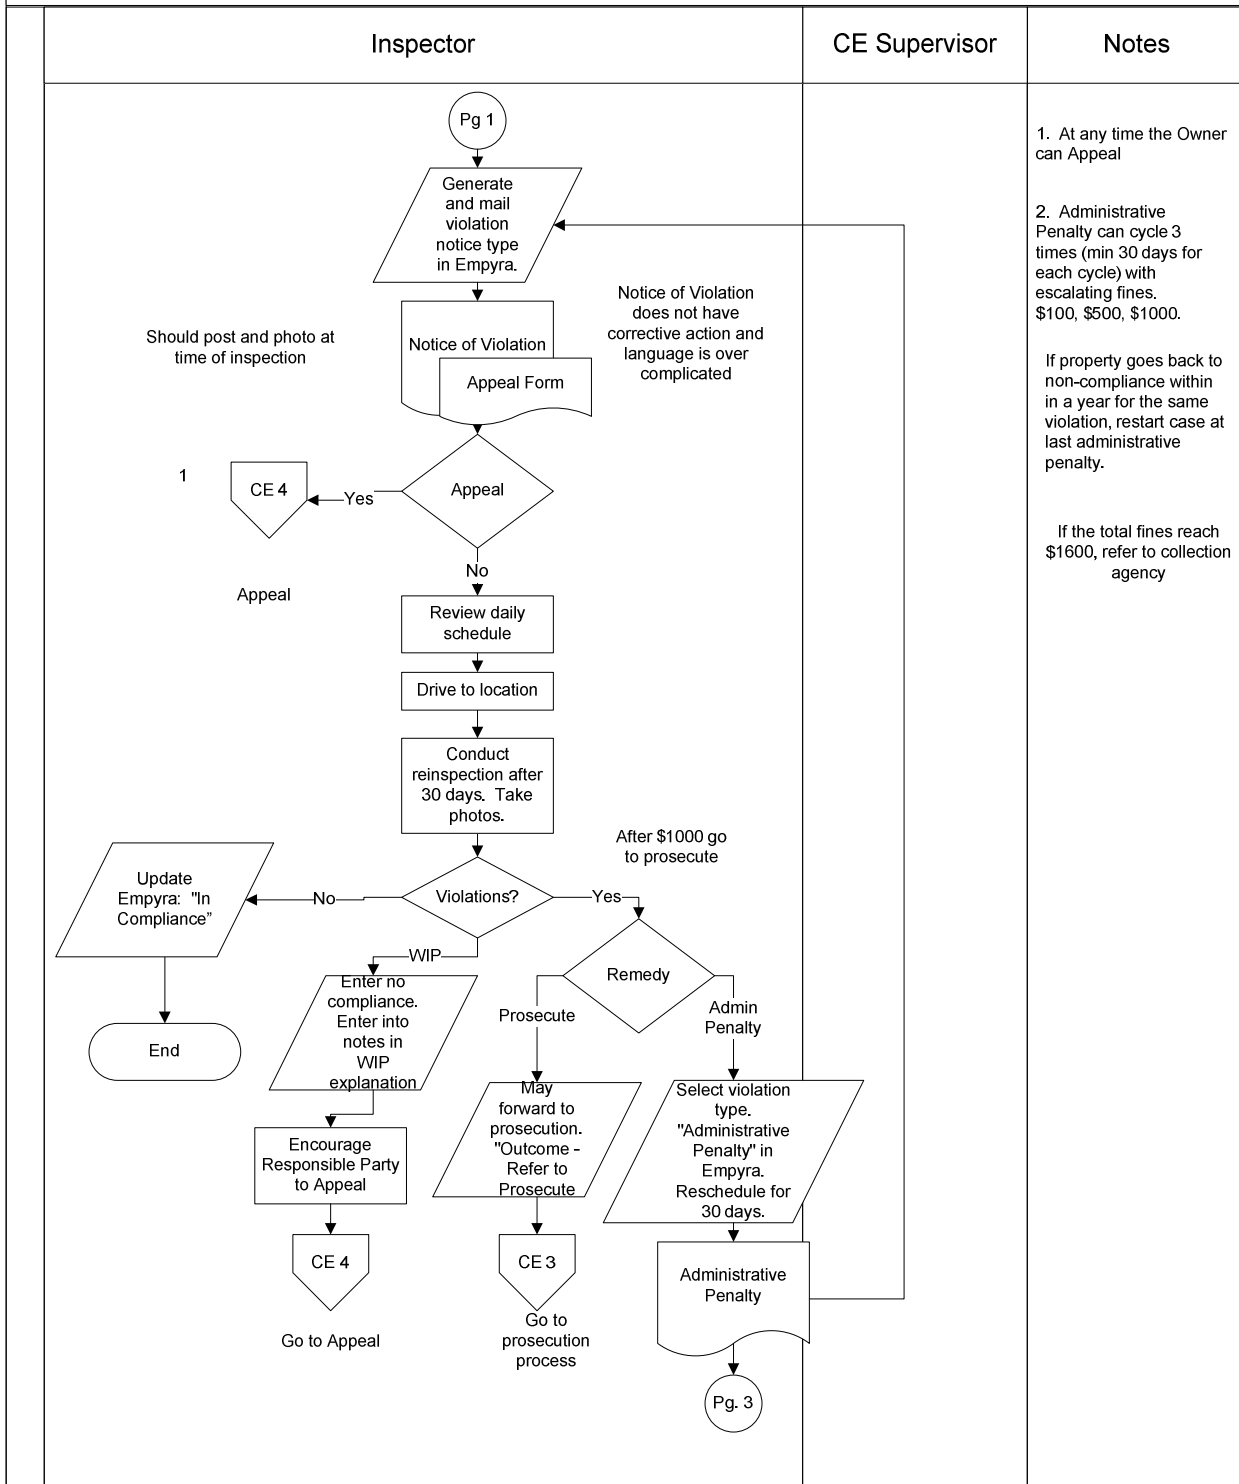 Inspector
CE Supervisor
Notes
Pg 1
1. At any time the Owner
can Appeal
Generate
and mail
violation
notice type
in Empyra.
2. Administrative
Penalty can cycle 3
times (min 30 days for
each cycle) with
escalating fines.
$100, $500, $1000.
Notice of Violation
does not have
corrective action and
language is over
complicated
Should post and photo at
time of inspection
Notice of Violation
Appeal Form
If property goes back to
non-compliance within
in a year for the same
violation, restart case at
last administrative
penalty.
1
CE 4
Yes
Appeal
If the total fines reach
$1600, refer to collection
agency
No
Appeal
Review daily
schedule
Drive to location
Conduct
reinspection after
30 days. Take
photos.
After $1000 go
to prosecute
Update
Empyra: "In
Compliance”
No
Violations?
Yes
WIP
Remedy
Enter no
compliance.
Enter into
notes in
WIP
explanation
Prosecute
Admin
Penalty
End
May
forward to
prosecution.
"Outcome -
Refer to
Prosecute
Select violation
type.
"Administrative
Penalty" in
Empyra.
Reschedule for
30 days.
Encourage
Responsible Party
to Appeal
CE 4
CE 3
Administrative
Penalty
Go to Appeal
Go to
prosecution
process
Pg. 3